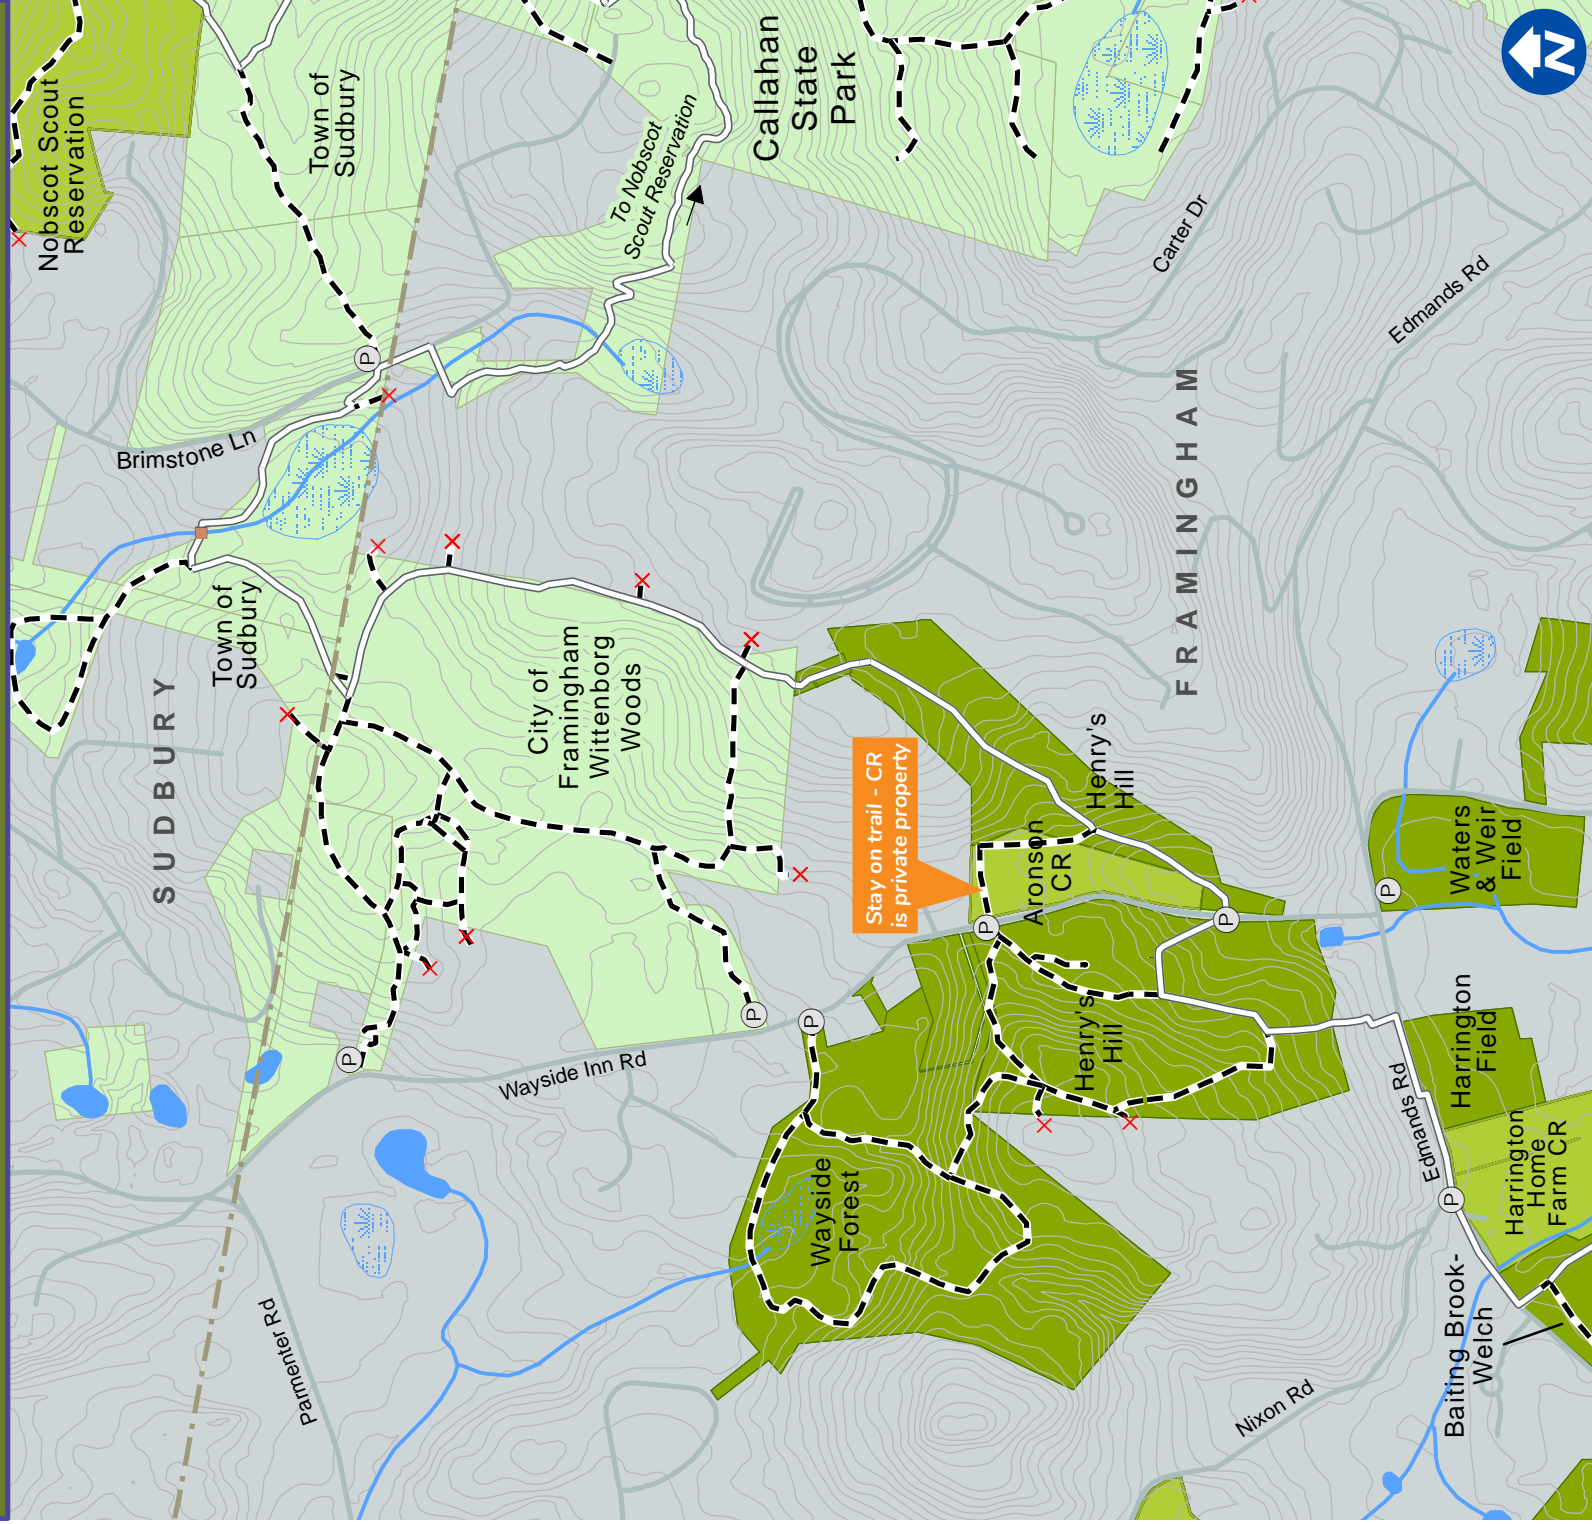 Nobscot Scout
Reservation
Town of
Sudbury
Callahan
State
Park
N
To Nobscot
Scout Reservation
Carter Dr
Edmands Rd
P
Brimstone Ln
FRAMINGHAM
Town of
Sudbury
SUDBURY
City of
Framingham
Wittenborg
Woods
Henry's
Hill
Stay on trail - CR
is private property
Aronson
CR
Waters
& Weir
Field
P
P
P
P
P
P
Henry's
Hill
Harrington
Field
Wayside Inn Rd
Edmands Rd
Wayside
Forest
Harrington
Home
Farm CR
P
Parmenter Rd
Baiting Brook-
Welch
Nixon Rd